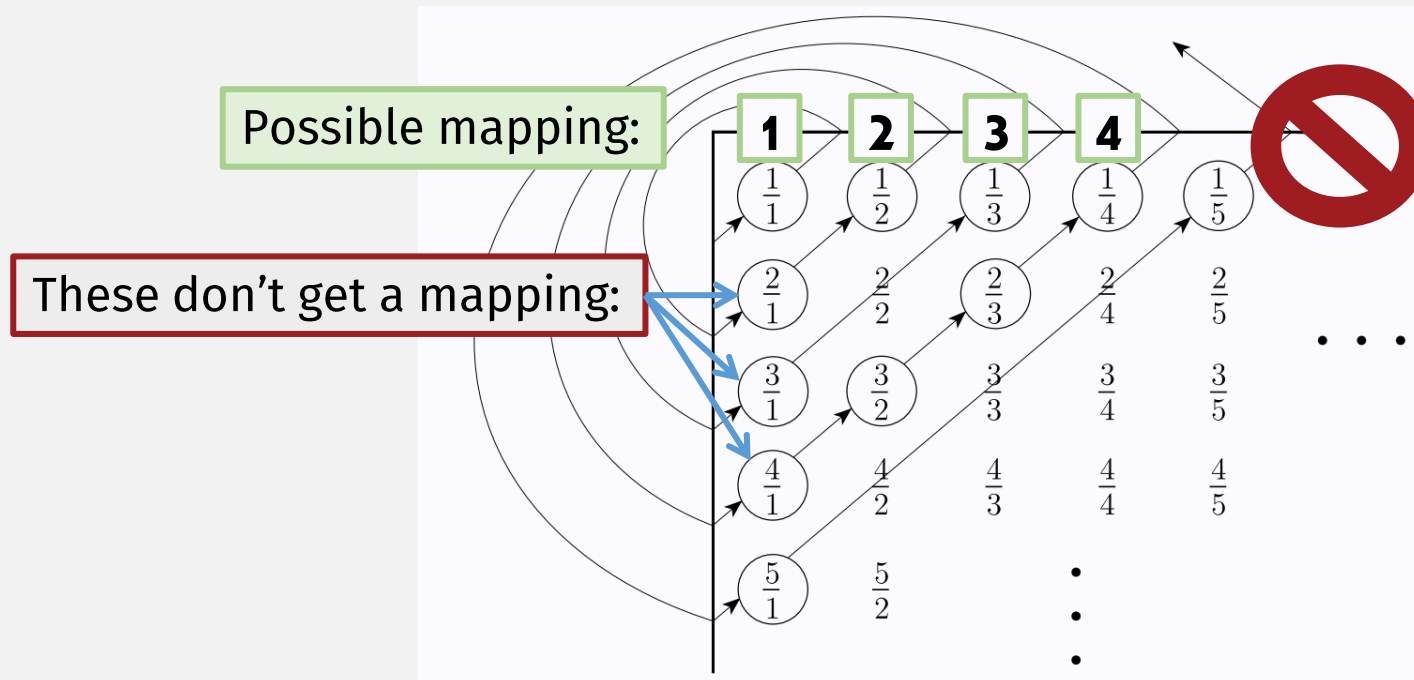 Possible mapping:
1 2 3 4
1/1 1/2 1/3 1/4 1/5
These don't get a mapping:
2/1 2/2 2/3 2/4 2/5
. . .
3/1 3/2 3/3 3/4 3/5
4/1 4/2 4/3 4/4 4/5
5/1 5/2